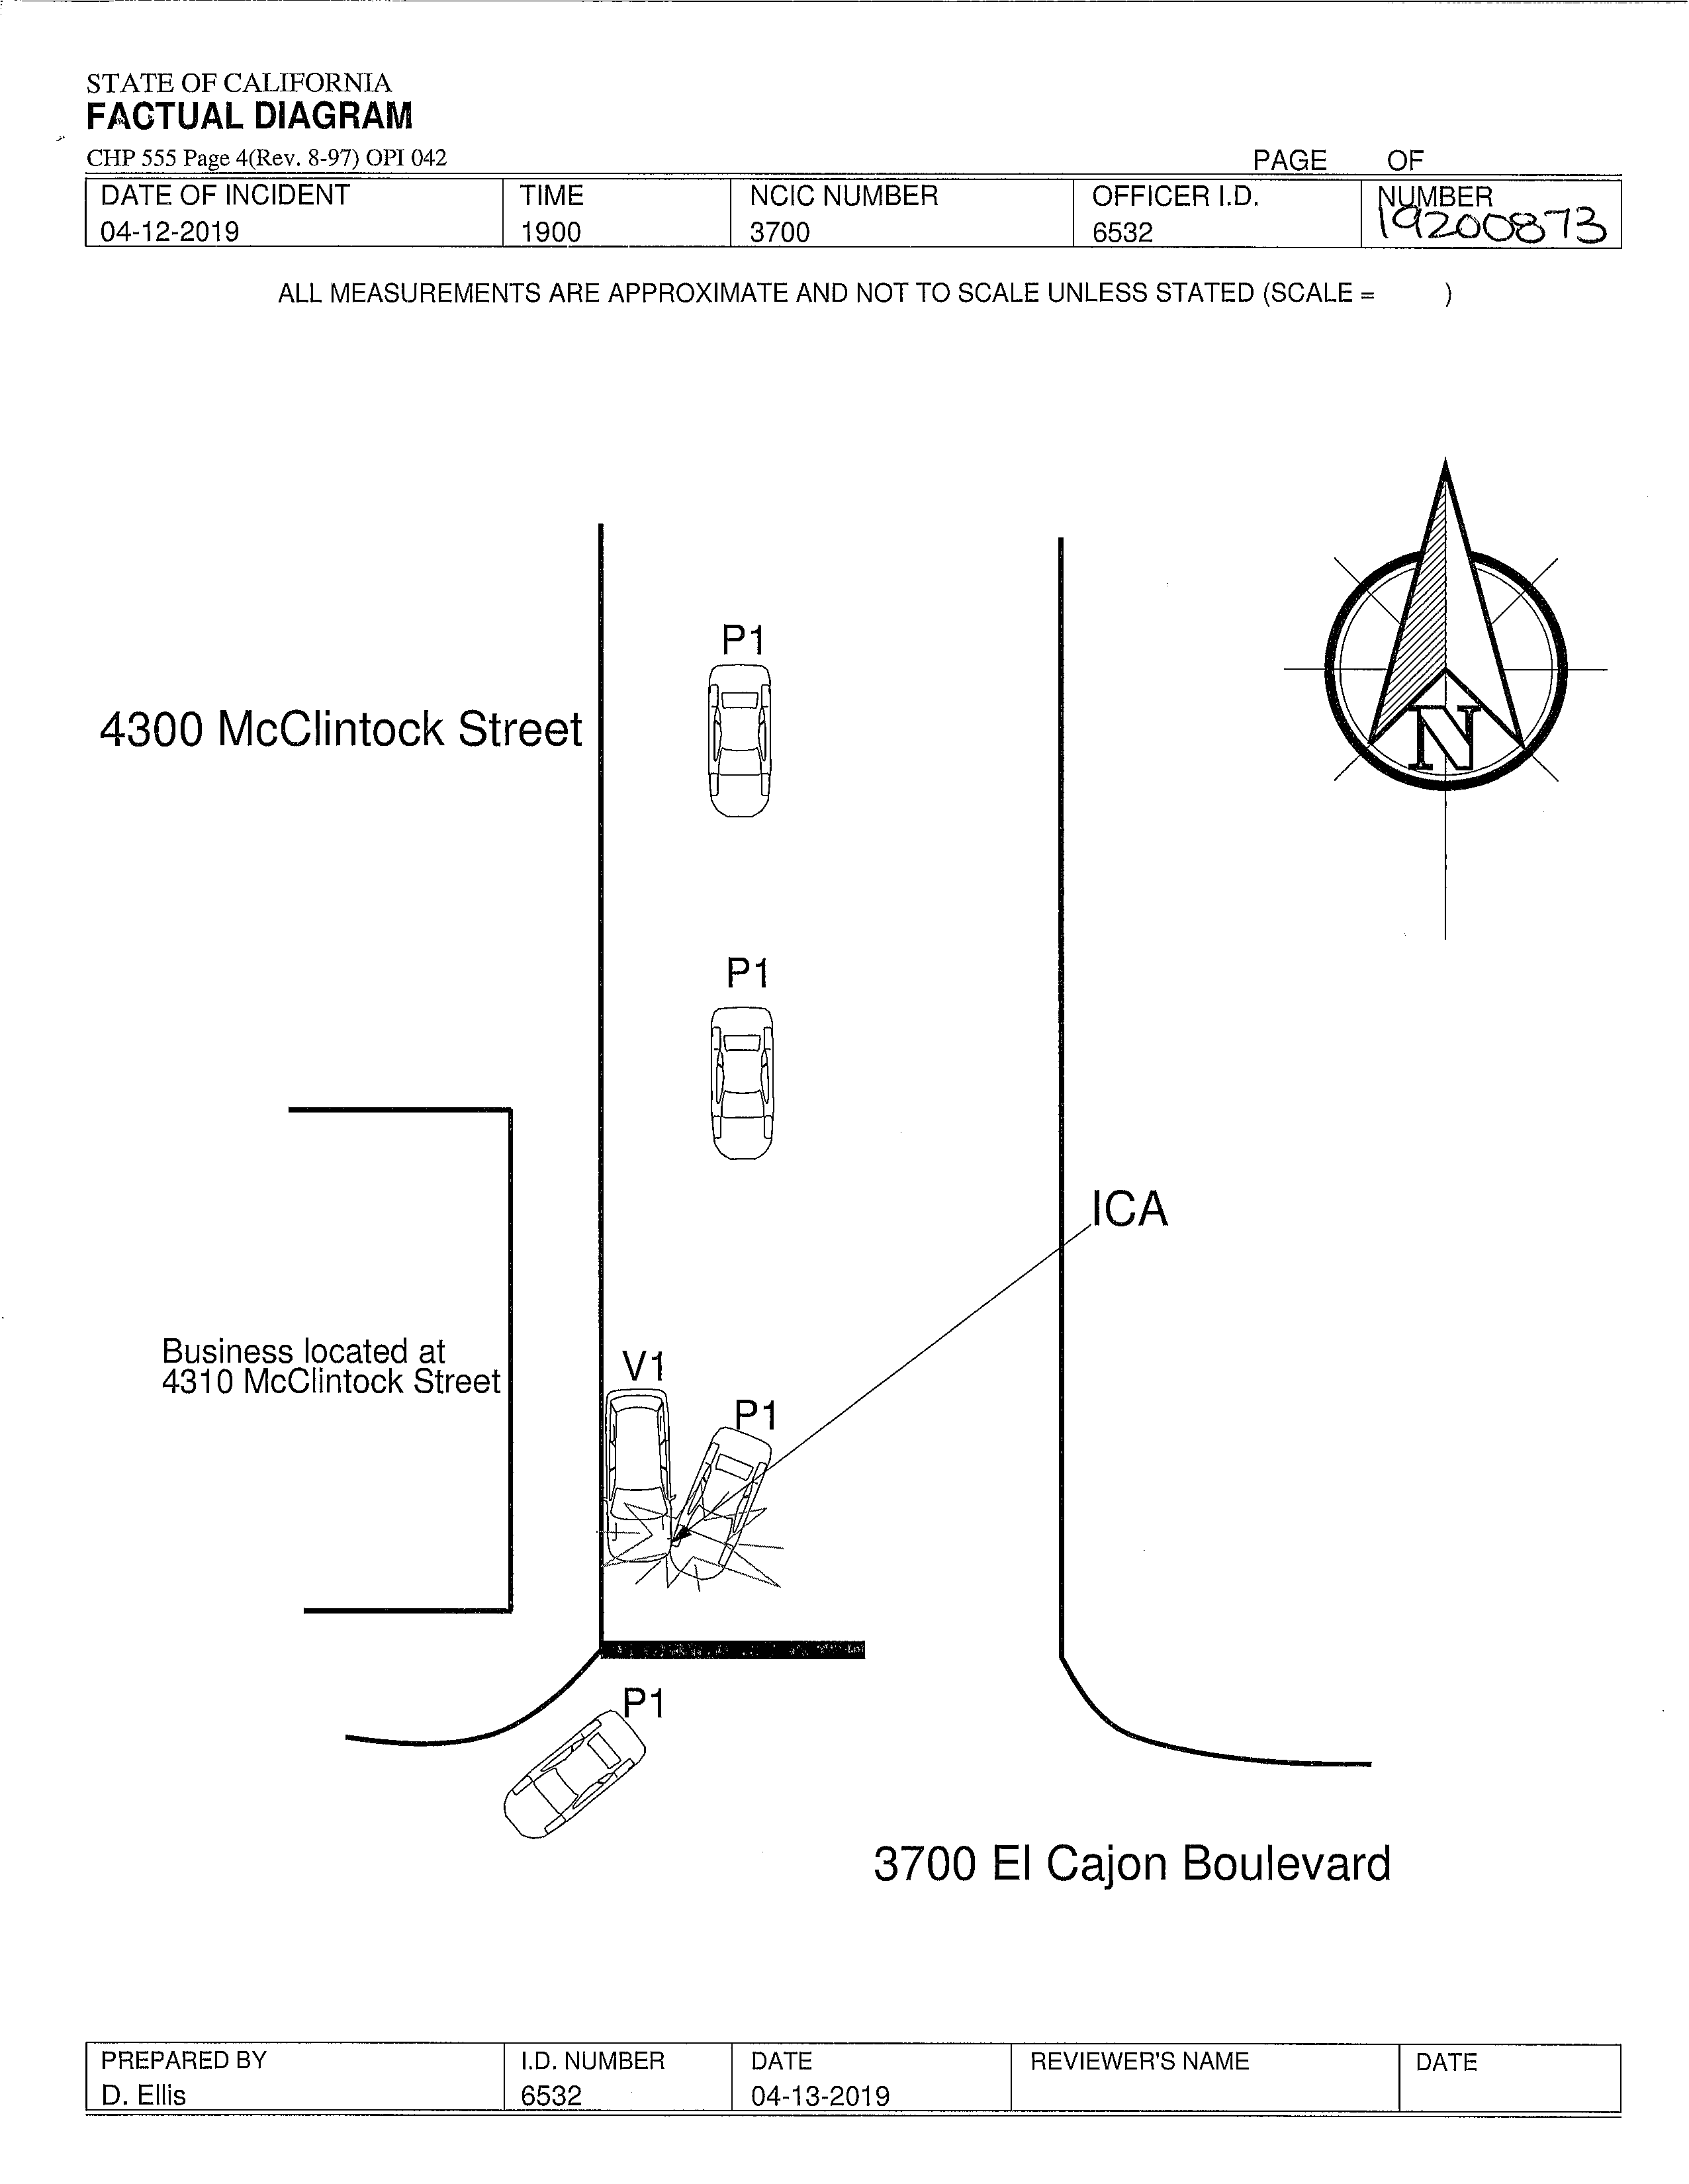 STATE OF CALIFORNIA
FACTUAL DIAGRAM
CHP 555 Page 4(Rev. 8-97) OPI 042
PAGE OF
DATE OF INCIDENT TIME NCIC NUMBER OFFICER I.D. NUMBER
04-12-2019 1900 3700 6532 19200873
ALL MEASUREMENTS ARE APPROXIMATE AND NOT TO SCALE UNLESS STATED (SCALE = )
P1
4300 McClintock Street
N
P1
ICA
Business located at
4310 McClintock Street
V1
P1
P1
3700 El Cajon Boulevard
PREPARED BY I.D. NUMBER DATE REVIEWER'S NAME DATE
D. Ellis 6532 04-13-2019